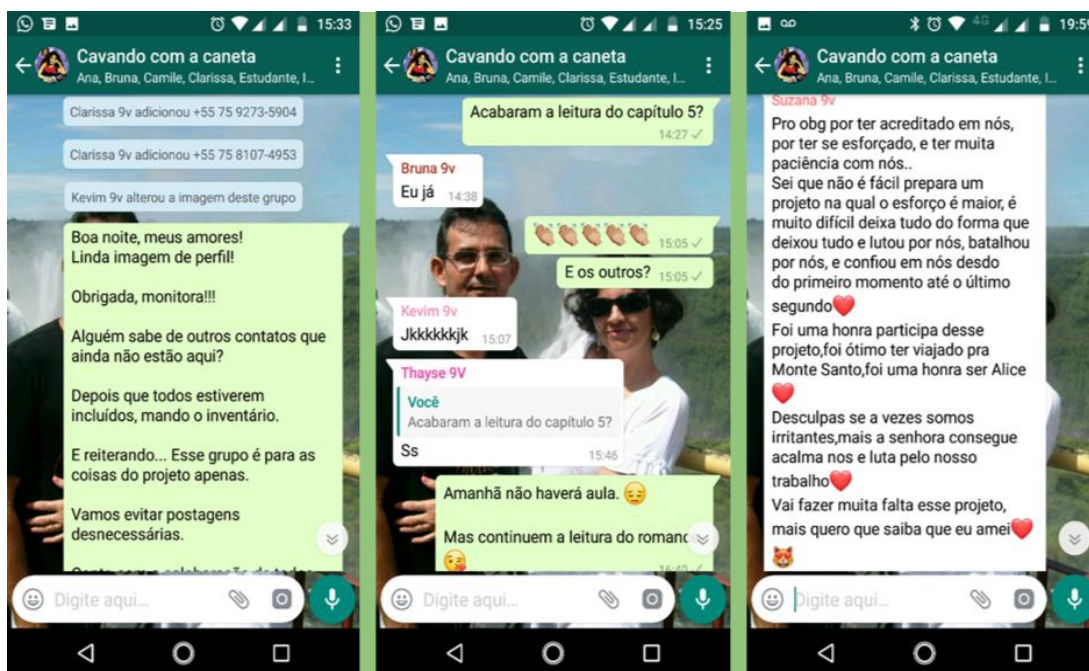 15:33
Cavando com a caneta
Ana, Bruna, Camile, Clarissa, Estudante, I...
Clarissa 9v adicionou +55 75 9273-5904
Clarissa 9v adicionou +55 75 8107-4953
Kevim 9v alterou a imagem deste grupo
Boa noite, meus amores!
Linda imagem de perfil!
Obrigada, monitora!!!
Alguém sabe de outros contatos que
ainda não estão aqui?
Depois que todos estiverem
incluídos, mando o inventário.
E reiterando... Esse grupo é para as
coisas do projeto apenas.
Vamos evitar postagens
desnecessárias.
Digite aqui...
15:25
Cavando com a caneta
Ana, Bruna, Camile, Clarissa, Estudante, I...
Acabaram a leitura do capítulo 5?
14:27
Bruna 9v
Eu já 14:38
👏🏽👏🏽👏🏽👏🏽👏🏽 15:05
E os outros? 15:05
Kevim 9v
Jkkkkkkjk 15:07
Thayse 9V
Você
Acabaram a leitura do capítulo 5?
Ss 15:46
Amanhã não haverá aula. 😔
Mas continuem a leitura do romance
😘 16:40
Digite aqui...
4G 19:59
Cavando com a caneta
Ana, Bruna, Camile, Clarissa, Estudante, I...
Suzana 9v
Pro obg por ter acreditado em nós,
por ter se esforçado, e ter muita
paciência com nós..
Sei que não é fácil prepara um
projeto na qual o esforço é maior, é
muito difícil deixa tudo do forma que
deixou tudo e lutou por nós, batalhou
por nós, e confiou em nós desdo
do primeiro momento até o último
segundo❤️
Foi uma honra participa desse
projeto,foi ótimo ter viajado pra
Monte Santo,foi uma honra ser Alice
❤️
Desculpas se a vezes somos
irritantes,mais a senhora consegue
acalma nos e luta pelo nosso
trabalho❤️
Vai fazer muita falta esse projeto,
mais quero que saiba que eu amei❤️
😻
Digite aqui...